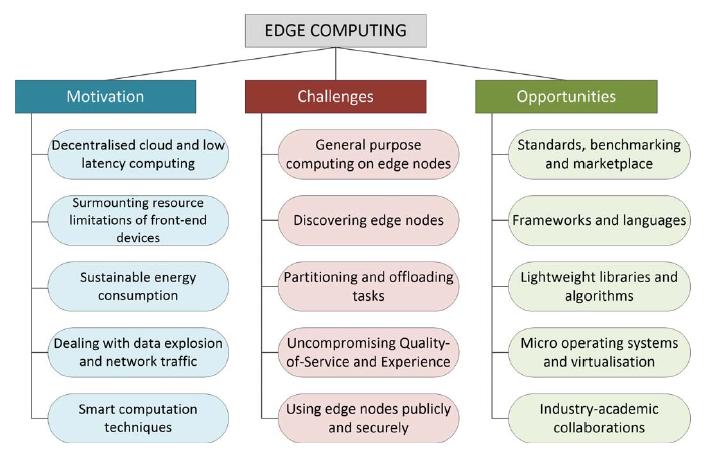 EDGE COMPUTING
Motivation
Decentralised cloud and low
latency computing
Surmounting resource
limitations of front-end
devices
Sustainable energy
consumption
Dealing with data explosion
and network traffic
Smart computation
techniques
Challenges
General purpose
computing on edge nodes
Discovering edge nodes
Partitioning and offloading
tasks
Uncompromising Quality-
of-Service and Experience
Using edge nodes publicly
and securely
Opportunities
Standards, benchmarking
and marketplace
Frameworks and languages
Lightweight libraries and
algorithms
Micro operating systems
and virtualisation
Industry-academic
collaborations